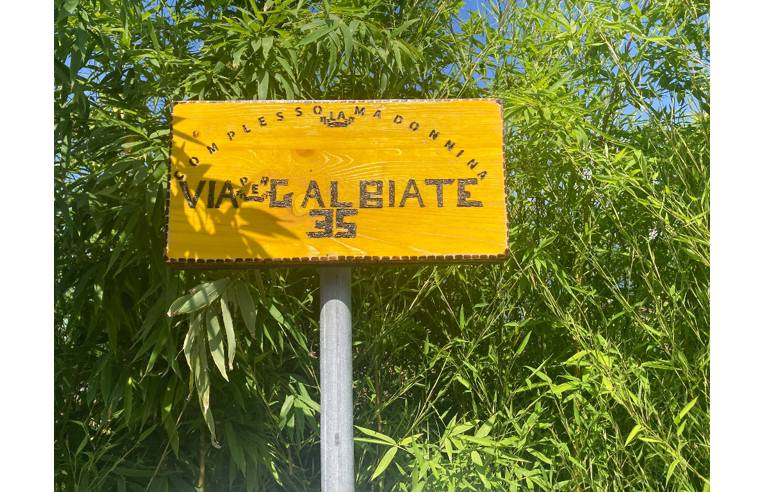 COMPLESSO LA MADONNINA
VIA PER GALBIATE
35